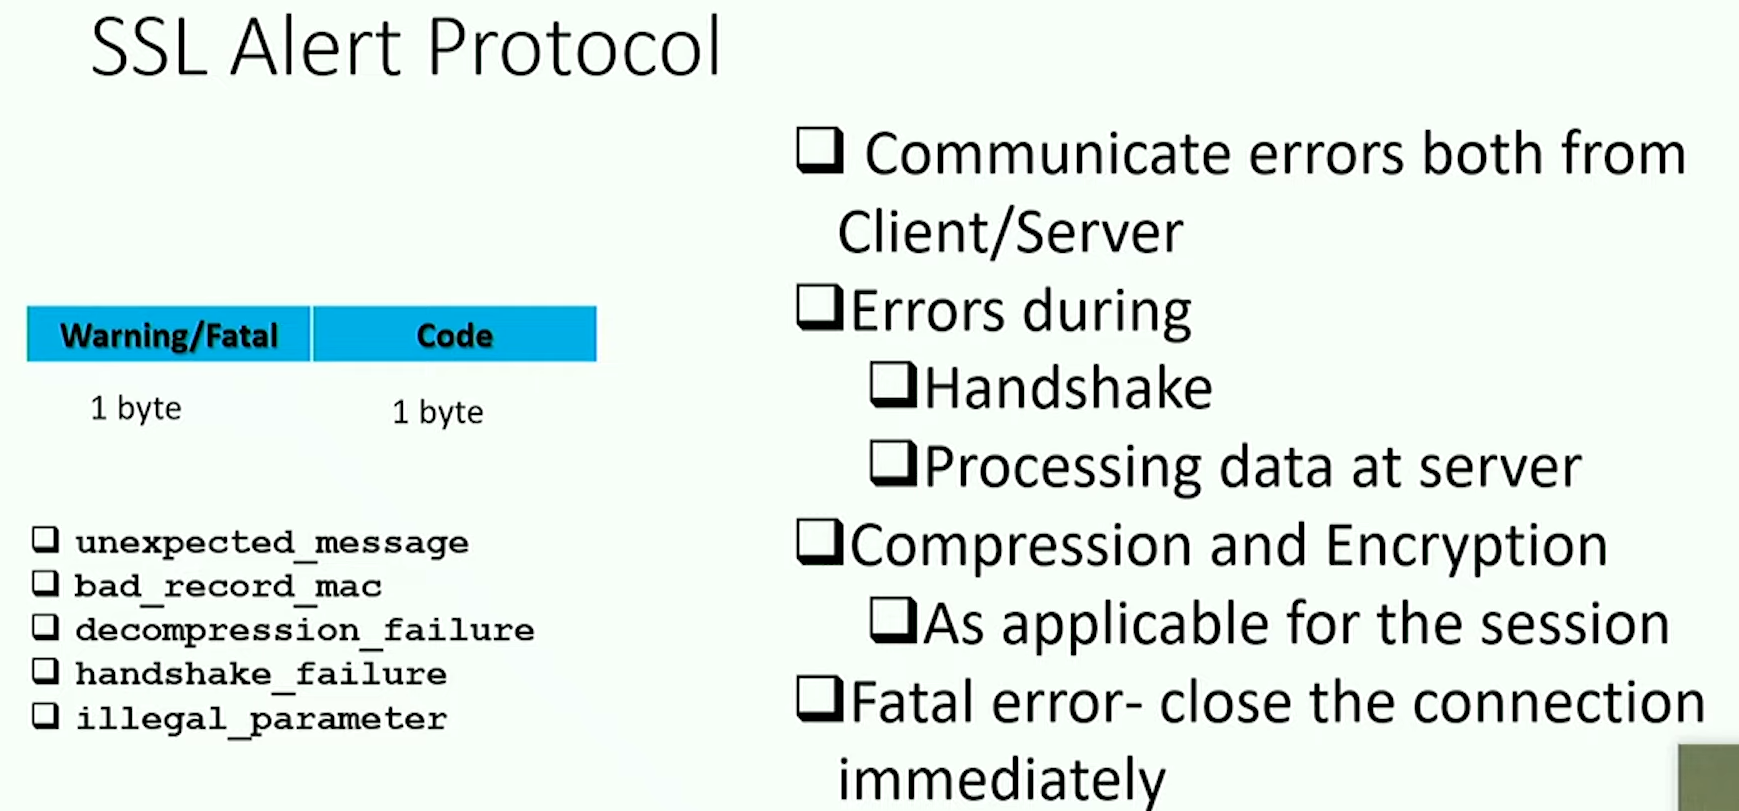 SSL Alert Protocol
Warning/Fatal Code
1 byte 1 byte
unexpected_message
bad_record_mac
decompression_failure
handshake_failure
illegal_parameter
Communicate errors both from
Client/Server
Errors during
Handshake
Processing data at server
Compression and Encryption
As applicable for the session
Fatal error- close the connection
immediately